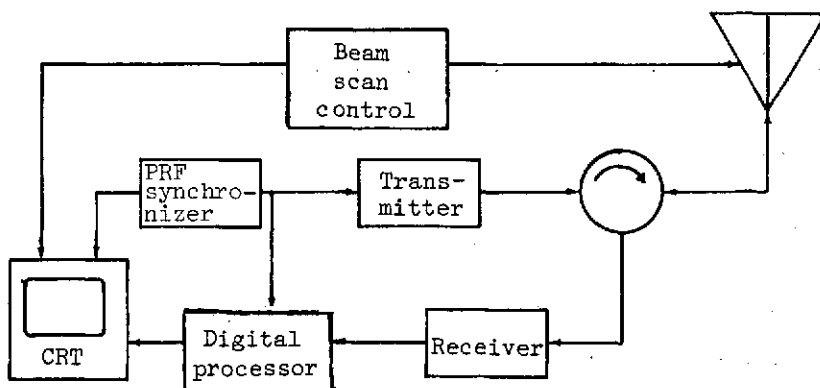 Beam
scan
control
PRF
synchro-
nizer
Trans-
mitter
CRT
Digital
processor
Receiver